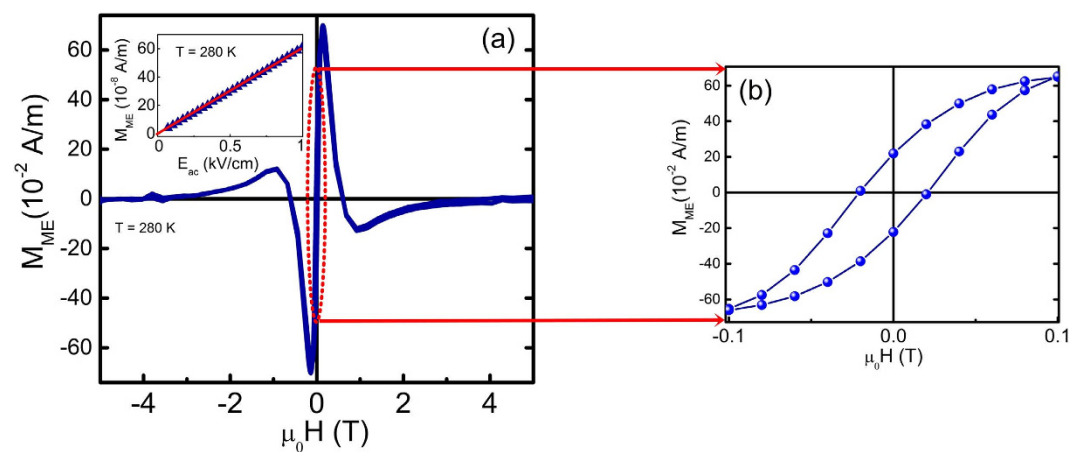 (a)
M_ME(10^-2 A/m)
60
40
20
0
-20
-40
-60
-4
-2
0
2
4
μ₀H (T)
T = 280 K
T = 280 K
M_ME (10^-8 A/m)
60
40
20
0
0
0.5
1
E_ac (kV/cm)
(b)
M_ME(10^-2 A/m)
60
40
20
0
-20
-40
-60
-0.1
0.0
0.1
μ₀H (T)